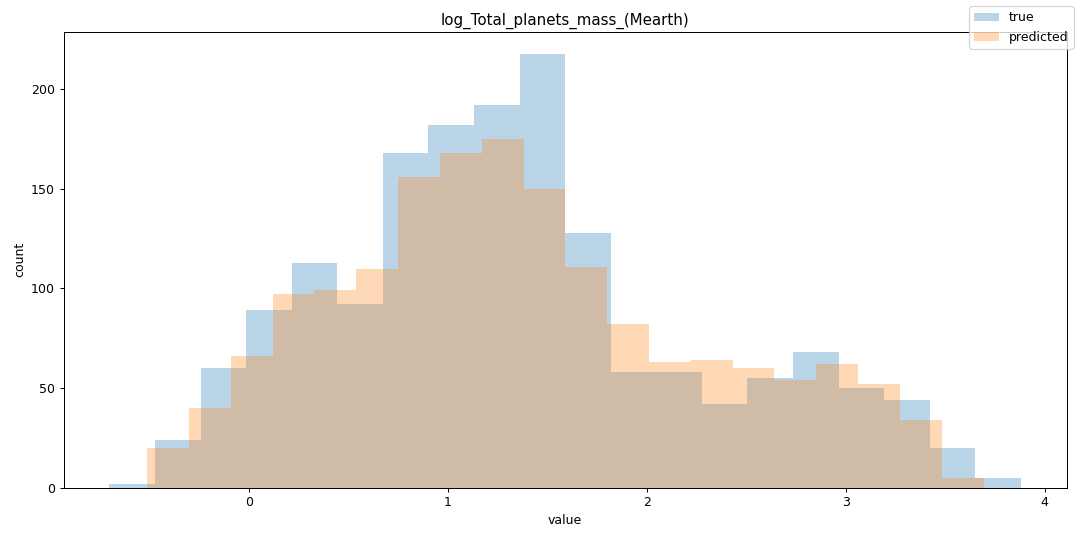 log_Total_planets_mass_(Mearth)
true
predicted
200
150
100
50
0
count
0 1 2 3 4
value